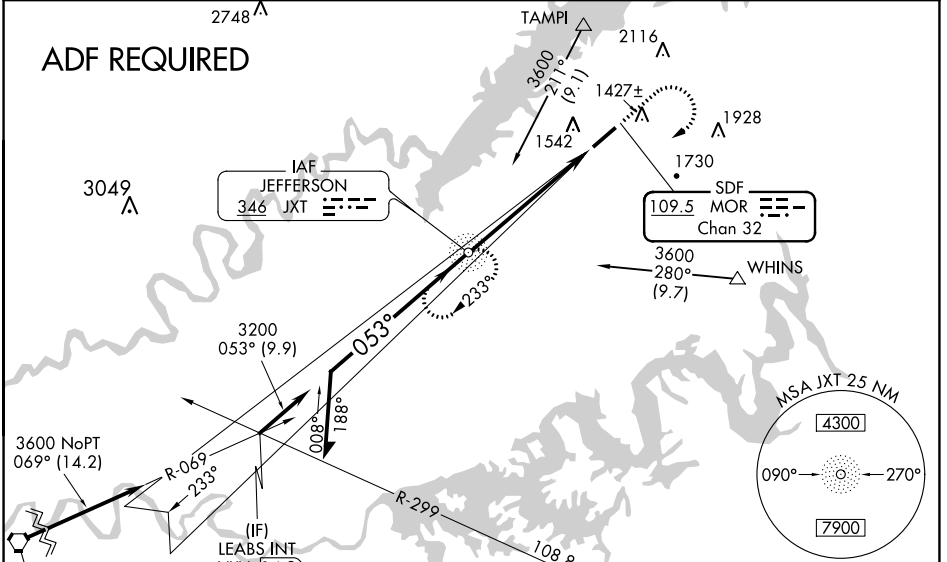 2748
TAMPI
2116
ADF REQUIRED
3600
211°
(9.1)
1427±
1542
1928
1730
IAF
JEFFERSON
346 JXT
3049
SDF
109.5 MOR
Chan 32
3600
280°
(9.7)
WHINS
233°
053°
3200
053° (9.9)
008°
188°
MSA JXT 25 NM
4300
090°
270°
7900
3600 NoPT
069° (14.2)
R-069
233°
R-299
(IF)
LEABS INT